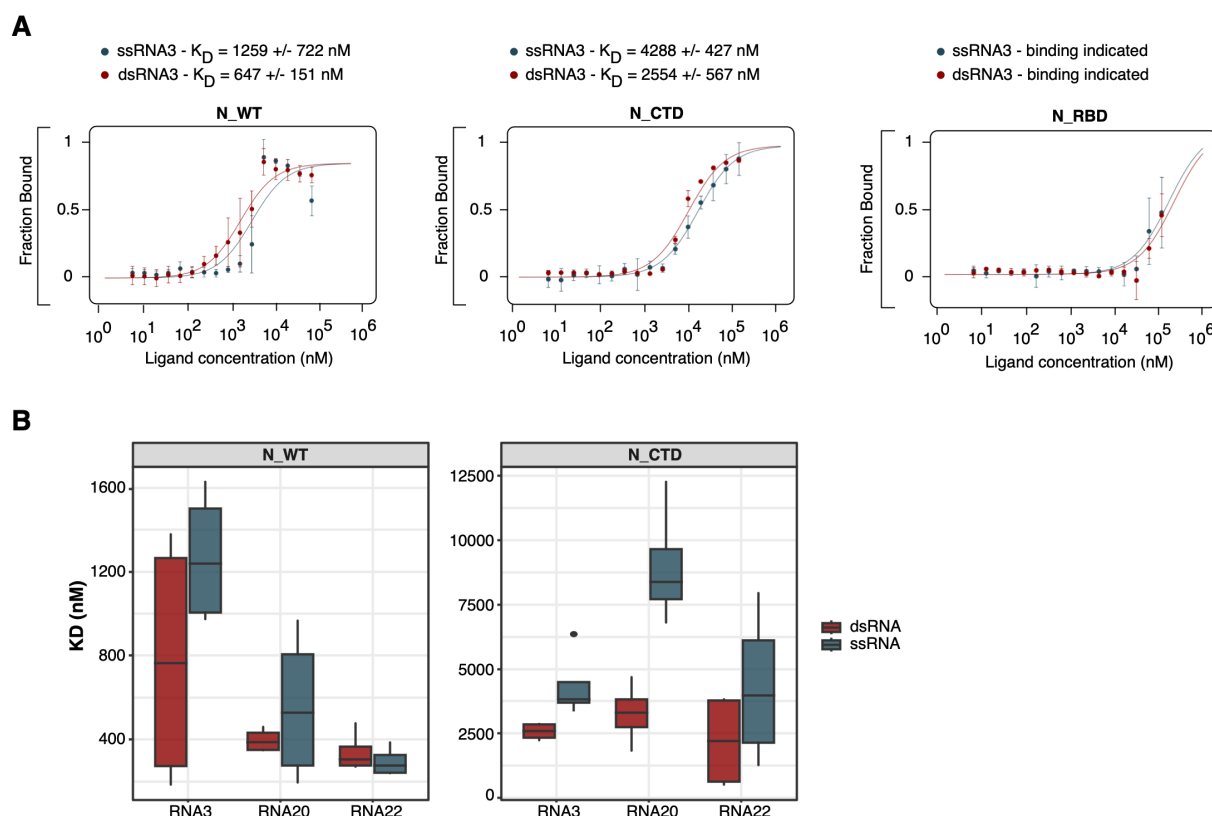 A
ssRNA3 - KD = 1259 +/- 722 nM
dsRNA3 - KD = 647 +/- 151 nM
ssRNA3 - KD = 4288 +/- 427 nM
dsRNA3 - KD = 2554 +/- 567 nM
ssRNA3 - binding indicated
dsRNA3 - binding indicated
N_WT
Fraction Bound
1
0.5
0
10^0 10^1 10^2 10^3 10^4 10^5 10^6
Ligand concentration (nM)
N_CTD
Fraction Bound
1
0.5
0
10^0 10^1 10^2 10^3 10^4 10^5 10^6
Ligand concentration (nM)
N_RBD
Fraction Bound
1
0.5
0
10^0 10^1 10^2 10^3 10^4 10^5 10^6
Ligand concentration (nM)
B
N_WT
KD (nM)
1600
1200
800
400
RNA3 RNA20 RNA22
N_CTD
12500
10000
7500
5000
2500
0
RNA3 RNA20 RNA22
dsRNA
ssRNA